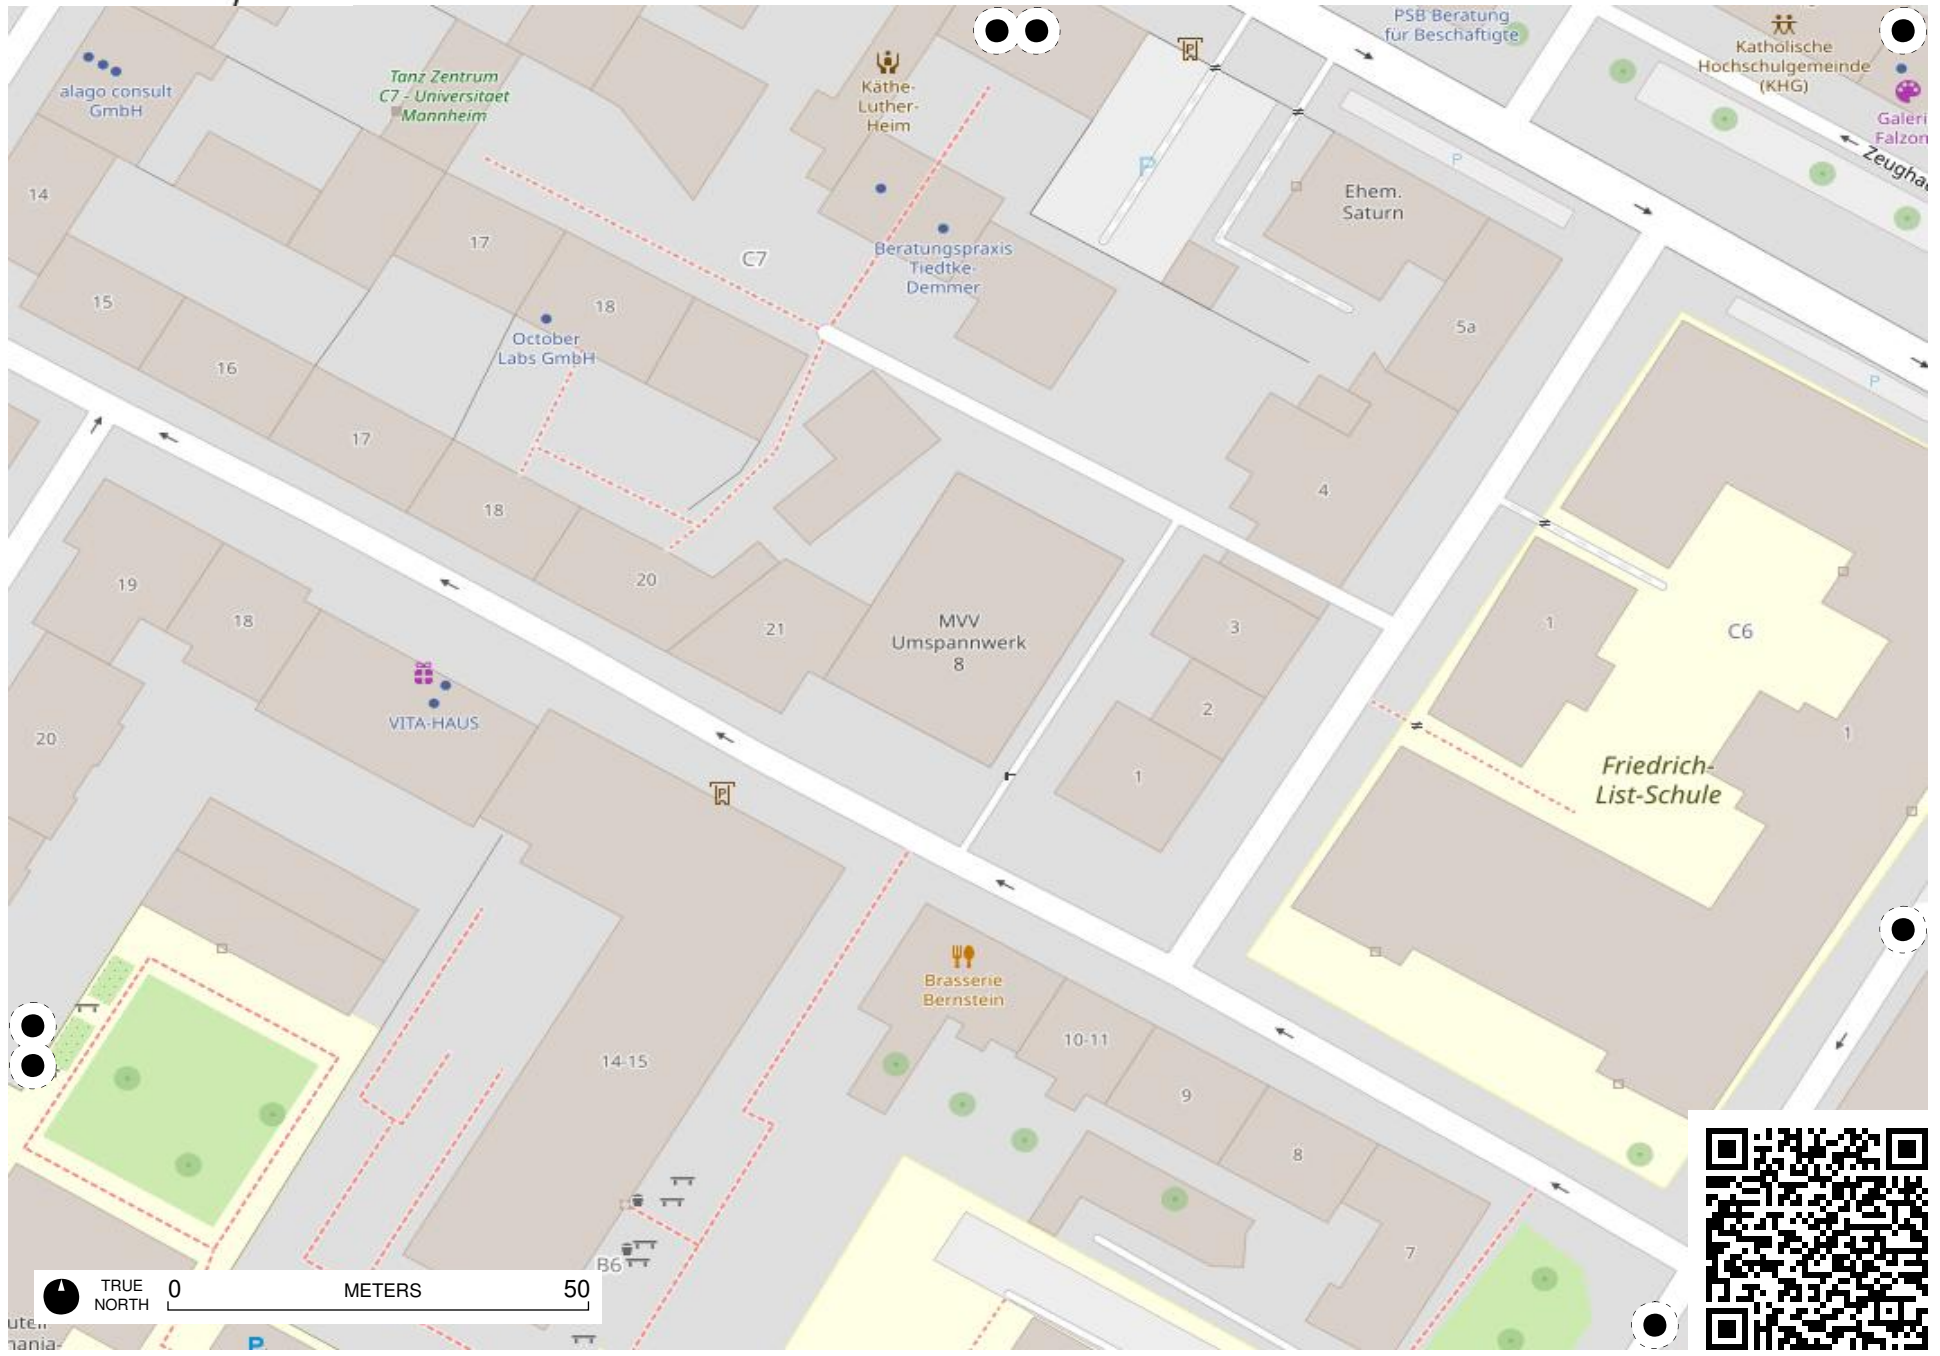 PSB Beratung
für Beschäftigte
Katholische
Hochschulgemeinde
(KHG)
alago consult
GmbH
Tanz Zentrum
C7 - Universitaet
Mannheim
Käthe-
Luther-
Heim
P
P
P
Galeri
Falzon
Zeughau
14
Ehem.
Saturn
17
C7
Beratungspraxis
Tiedtke-
Demmer
15
18
5a
October
Labs GmbH
16
P
17
4
18
19
20
18
21
MVV
Umspannwerk
8
3
1
C6
2
VITA-HAUS
P
20
1
1
Friedrich-
List-Schule
Brasserie
Bernstein
10-11
14-15
9
8
7
B6
TRUE
NORTH
0
METERS
50
P